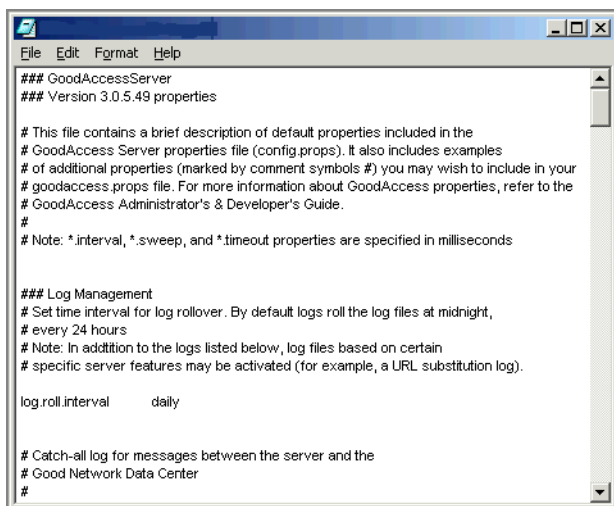 File Edit Format Help
### GoodAccessServer
### Version 3.0.5.49 properties
# This file contains a brief description of default properties included in the
# GoodAccess Server properties file (config.props). It also includes examples
# of additional properties (marked by comment symbols #) you may wish to include in your
# goodaccess.props file. For more information about GoodAccess properties, refer to the
# GoodAccess Administrator's & Developer's Guide.
#
# Note: *.interval, *.sweep, and *.timeout properties are specified in milliseconds
### Log Management
# Set time interval for log rollover. By default logs roll the log files at midnight,
# every 24 hours
# Note: In addtition to the logs listed below, log files based on certain
# specific server features may be activated (for example, a URL substitution log).
log.roll.interval daily
# Catch-all log for messages between the server and the
# Good Network Data Center
#